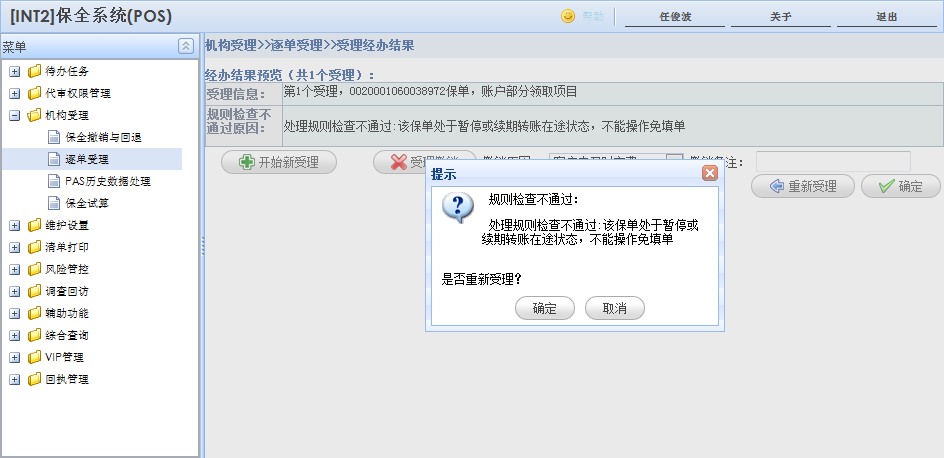 [INT2]保全系统(POS)
帮助
任俊波
关于
退出
菜单
待办任务
代审权限管理
机构受理
保全撤销与回退
逐单受理
PAS历史数据处理
保全试算
维护设置
清单打印
风险管控
调查回访
辅助功能
综合查询
VIP管理
回执管理
机构受理>>逐单受理>>受理经办结果
经办结果预览（共1个受理）：
受理信息：
第1个受理，0020001060038972保单，账户部分领取项目
规则检查不
通过原因：
处理规则检查不通过:该保单处于暂停或续期转账在途状态，不能操作免填单
开始新受理
重新受理
确定
提示
规则检查不通过：
处理规则检查不通过:该保单处于暂停或
续期转账在途状态，不能操作免填单
是否重新受理？
确定
取消